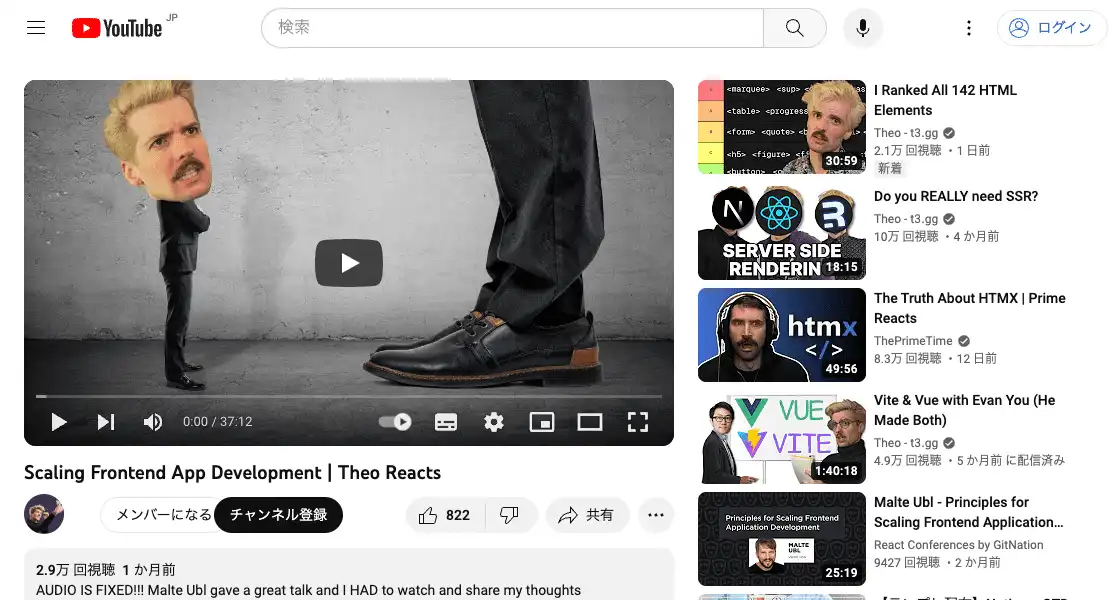 YouTube JP
検索
ログイン
0:00 / 37:12
Scaling Frontend App Development | Theo Reacts
メンバーになる
チャンネル登録
822
共有
2.9万 回視聴 1 か月前
AUDIO IS FIXED!!! Malte Ubl gave a great talk and I HAD to watch and share my thoughts
<marquee> <sup>
<table> <progress
<form> <quote>
<h5> <figure>
<button>
30:59
I Ranked All 142 HTML
Elements
Theo - t3.gg
2.1万 回視聴 ・1 日前
新着
SERVER SIDE
RENDERIN
18:15
Do you REALLY need SSR?
Theo - t3.gg
10万 回視聴 ・4 か月前
htmx
</>
49:56
The Truth About HTMX | Prime
Reacts
ThePrimeTime
8.3万 回視聴 ・12 日前
VUE
VITE
1:40:18
Vite & Vue with Evan You (He
Made Both)
Theo - t3.gg
4.9万 回視聴 ・5 か月前 に配信済み
Principles for Scaling Frontend
Application Development
MALTE
UBL
25:19
Malte Ubl - Principles for
Scaling Frontend Application…
React Conferences by GitNation
9427 回視聴 ・2 か月前